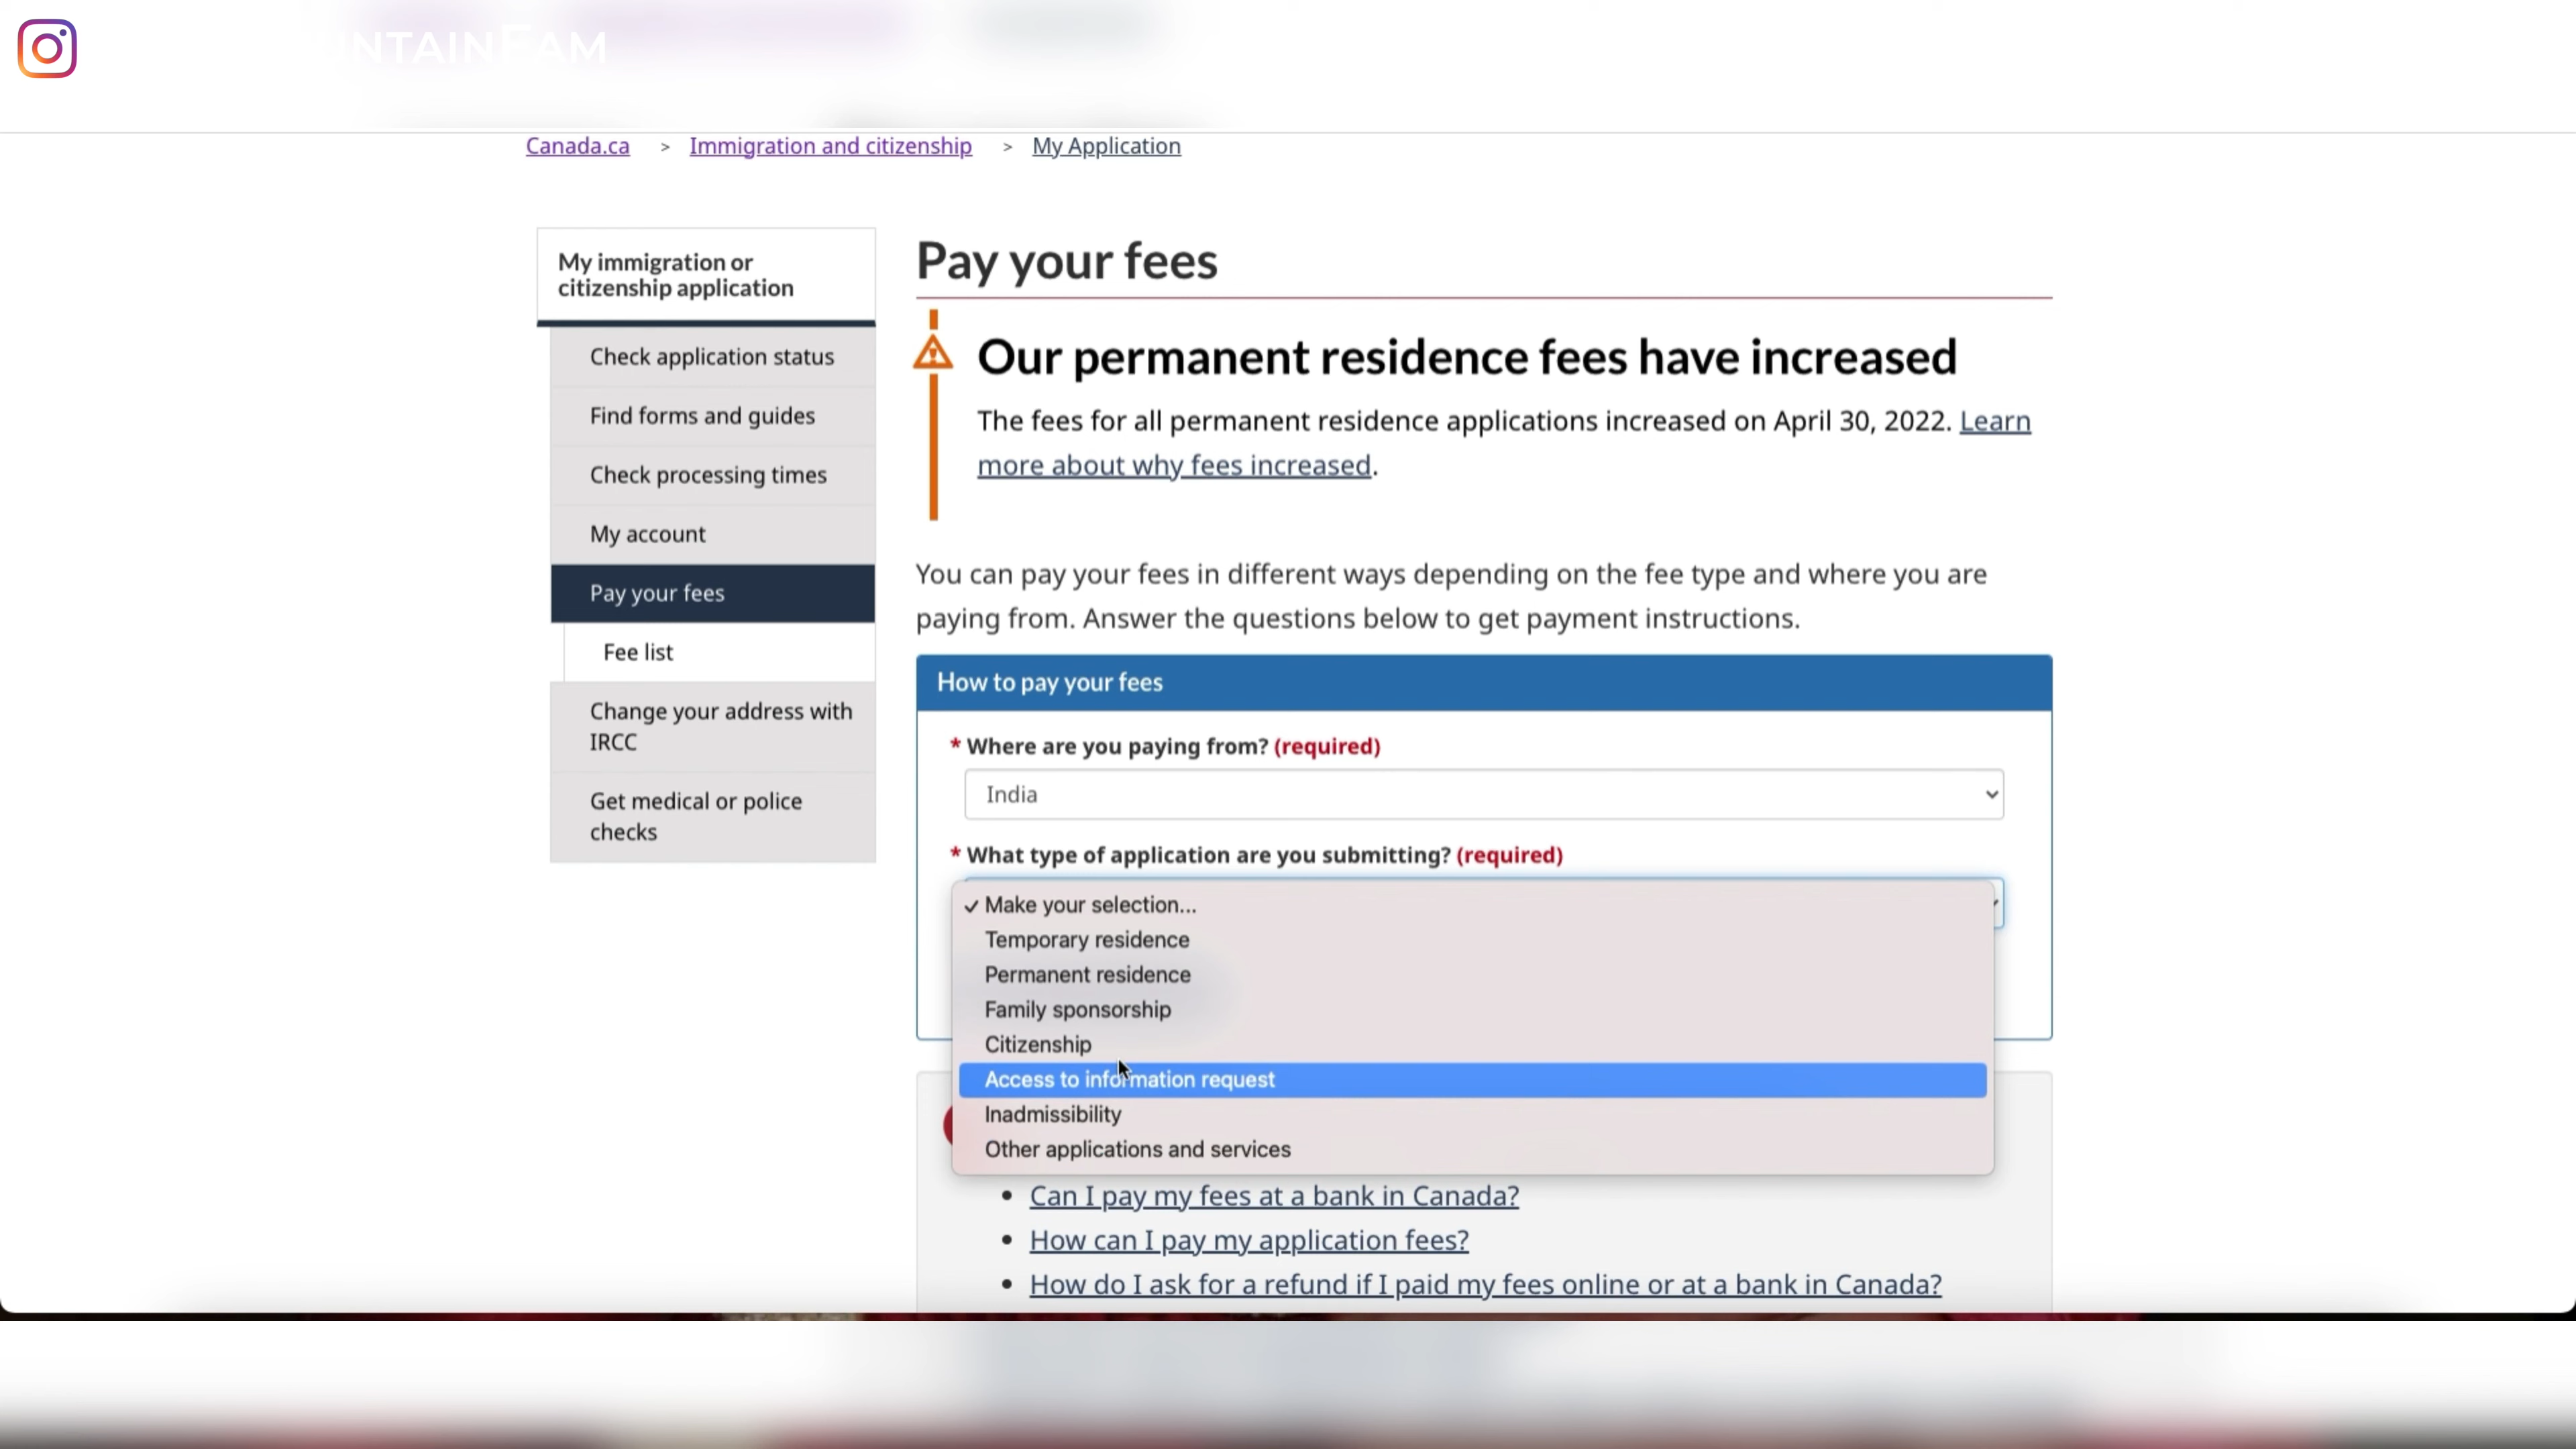 NTAINFAM
Canada.ca > Immigration and citizenship > My Application
My immigration or
citizenship application
Check application status
Find forms and guides
Check processing times
My account
Pay your fees
Fee list
Change your address with
IRCC
Get medical or police
checks
Pay your fees
Our permanent residence fees have increased
The fees for all permanent residence applications increased on April 30, 2022. Learn
more about why fees increased.
You can pay your fees in different ways depending on the fee type and where you are
paying from. Answer the questions below to get payment instructions.
How to pay your fees
* Where are you paying from? (required)
India
* What type of application are you submitting? (required)
✓ Make your selection...
Temporary residence
Permanent residence
Family sponsorship
Citizenship
Access to information request
Inadmissibility
Other applications and services
• Can I pay my fees at a bank in Canada?
• How can I pay my application fees?
• How do I ask for a refund if I paid my fees online or at a bank in Canada?